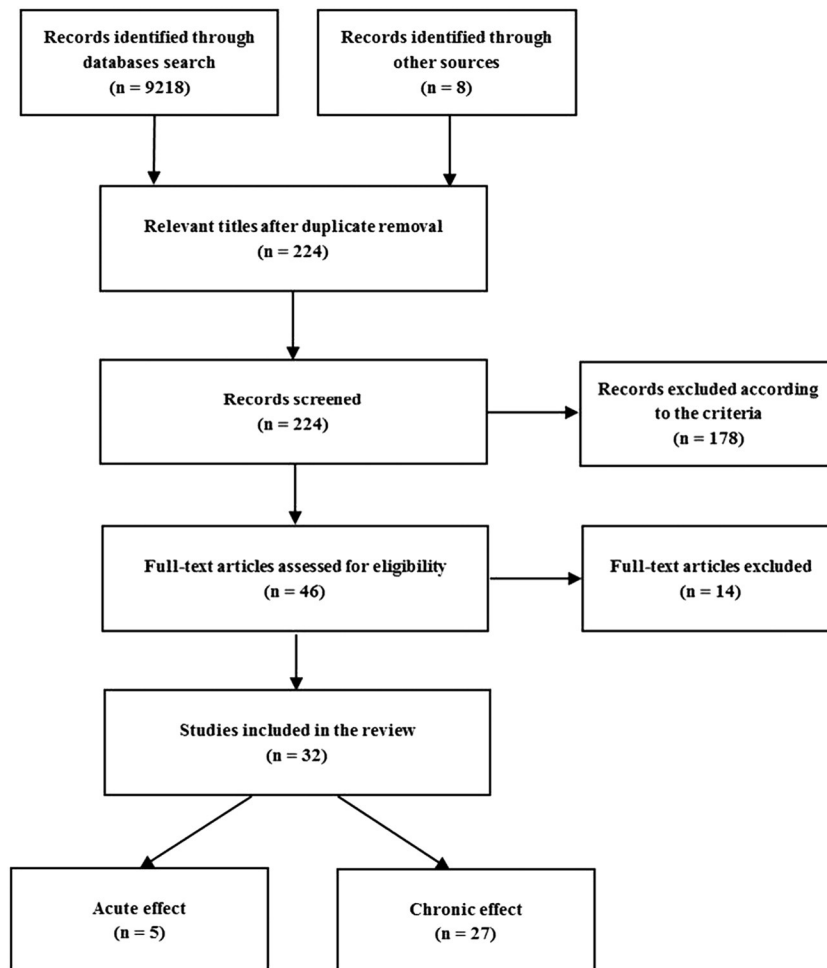 Records identified through
databases search
(n = 9218)
Records identified through
other sources
(n = 8)
Relevant titles after duplicate removal
(n = 224)
Records screened
(n = 224)
Records excluded according
to the criteria
(n = 178)
Full-text articles assessed for eligibility
(n = 46)
Full-text articles excluded
(n = 14)
Studies included in the review
(n = 32)
Acute effect
(n = 5)
Chronic effect
(n = 27)